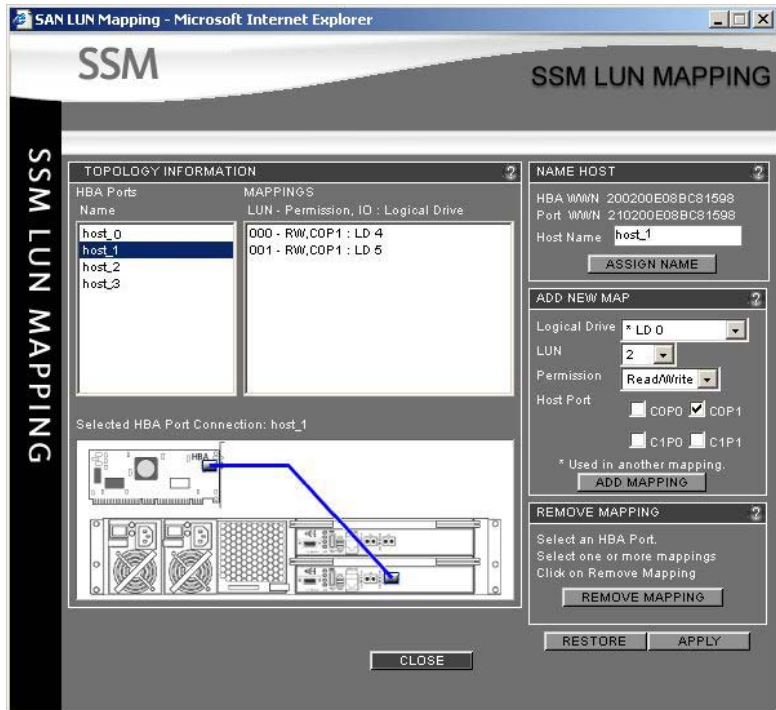 SAN LUN Mapping - Microsoft Internet Explorer
SSM
SSM LUN MAPPING
SSM LUN MAPPING
TOPOLOGY INFORMATION ?
HBA Ports
Name
MAPPINGS
LUN - Permission, IO : Logical Drive
host_0
host_1
host_2
host_3
000 - RW,C0P1 : LD 4
001 - RW,C0P1 : LD 5
Selected HBA Port Connection: host_1
HBA
NAME HOST ?
HBA WWN 200200E08BC81598
Port WWN 210200E08BC81598
Host Name host_1
ASSIGN NAME
ADD NEW MAP ?
Logical Drive * LD 0
LUN 2
Permission Read/Write
Host Port C0P0 C0P1
C1P0 C1P1
* Used in another mapping.
ADD MAPPING
REMOVE MAPPING ?
Select an HBA Port.
Select one or more mappings
Click on Remove Mapping
REMOVE MAPPING
RESTORE APPLY
CLOSE